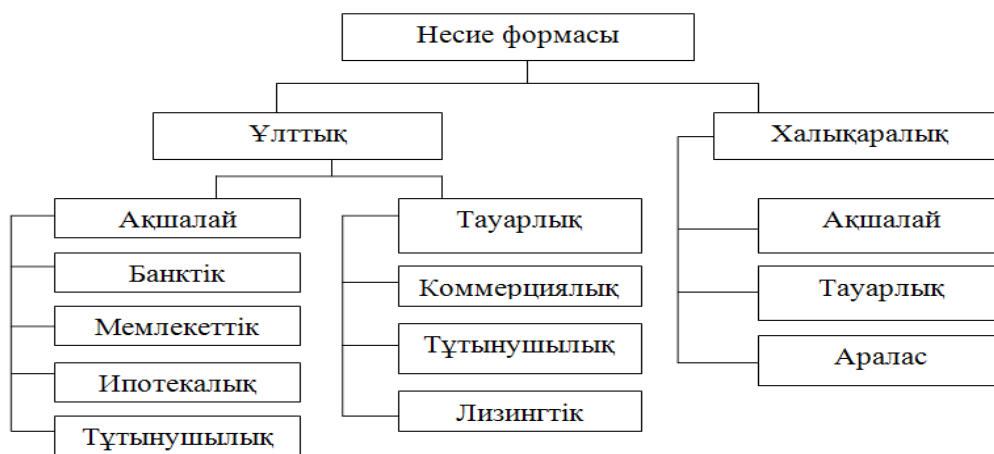 Несие формасы
Ұлттық
Халықаралық
Ақшалай
Банктік
Мемлекеттік
Ипотекалық
Тұтынушылық
Тауарлық
Коммерциялық
Тұтынушылық
Лизингтік
Ақшалай
Тауарлық
Аралас